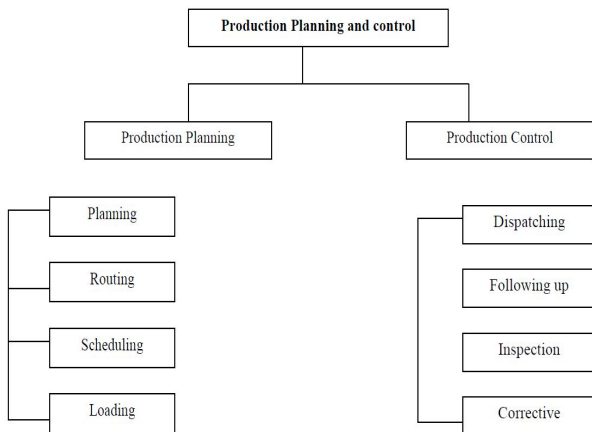 Production Planning and control
Production Planning
Production Control
Planning
Routing
Scheduling
Loading
Dispatching
Following up
Inspection
Corrective